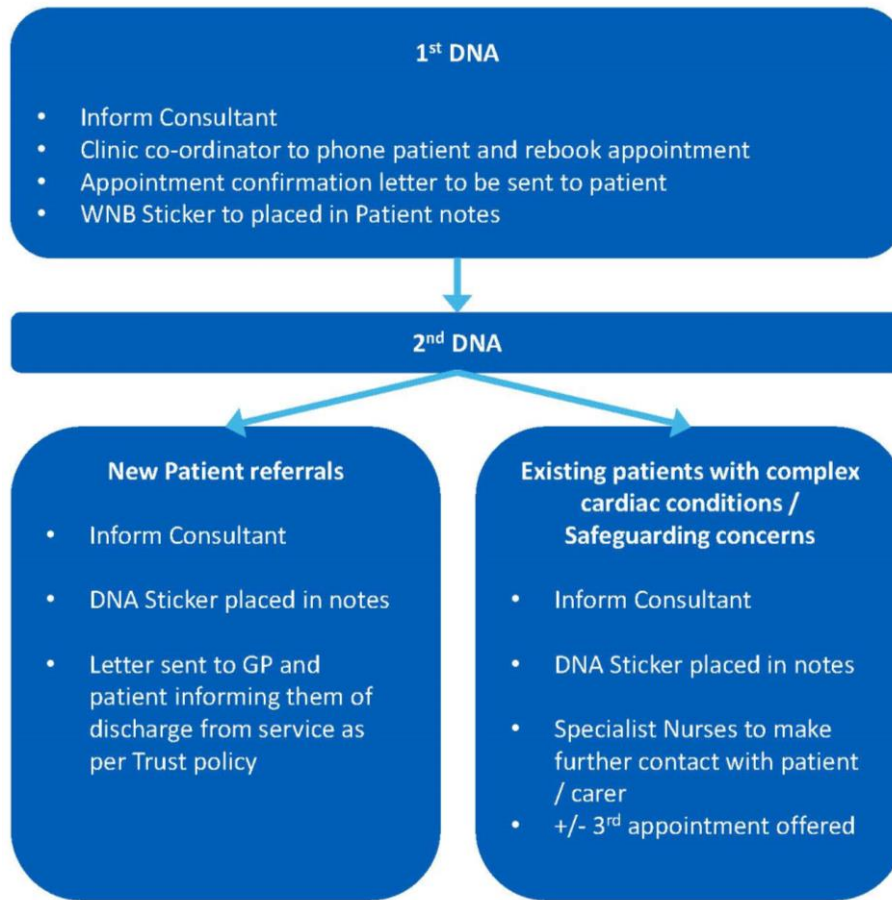 1st DNA
• Inform Consultant
• Clinic co-ordinator to phone patient and rebook appointment
• Appointment confirmation letter to be sent to patient
• WNB Sticker to placed in Patient notes
2nd DNA
New Patient referrals
• Inform Consultant
• DNA Sticker placed in notes
• Letter sent to GP and
patient informing them of
discharge from service as
per Trust policy
Existing patients with complex
cardiac conditions /
Safeguarding concerns
• Inform Consultant
• DNA Sticker placed in notes
• Specialist Nurses to make
further contact with patient
/ carer
• +/- 3rd appointment offered